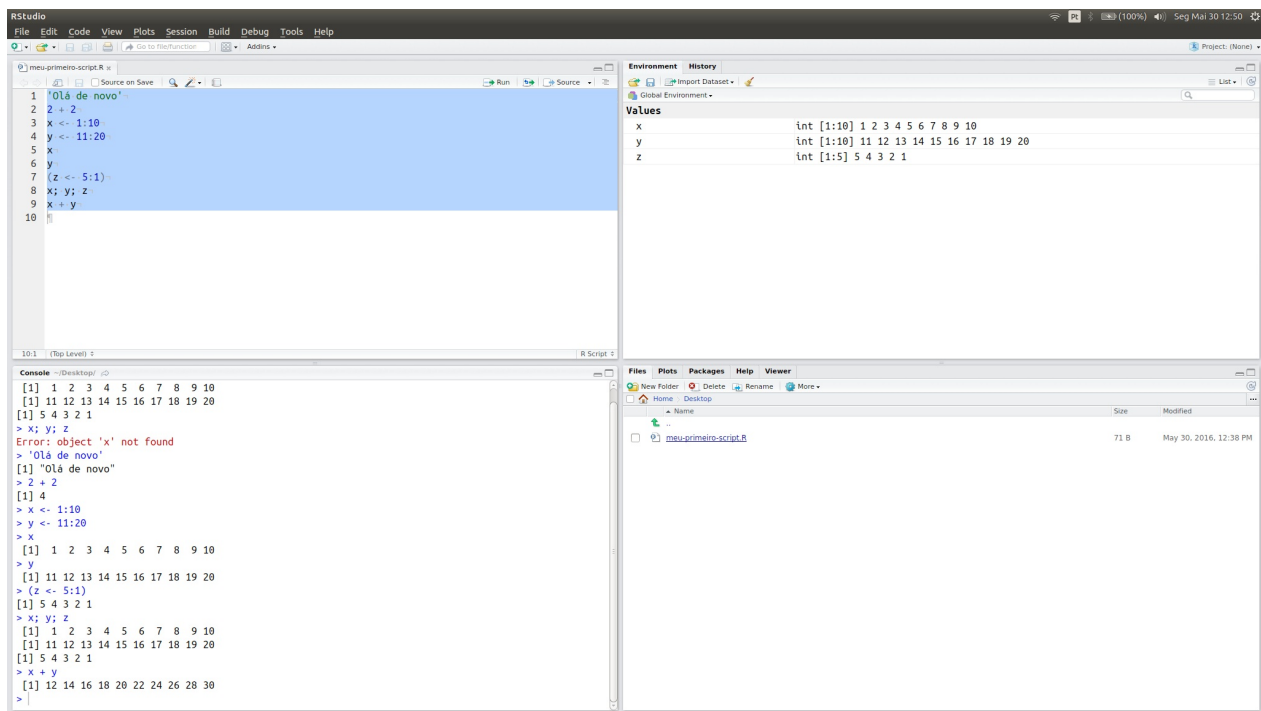 RStudio
Pt (100%) Seg Mai 30 12:50
File Edit Code View Plots Session Build Debug Tools Help
Go to file/function Addins
Project: (None)
meu-primeiro-script.R
Source on Save Run Source
1 'Olá de novo'
2 2 + 2
3 x <- 1:10
4 y <- 11:20
5 x
6 y
7 (z <- 5:1)
8 x; y; z
9 x + y
10
10:1 (Top Level) R Script
Console ~/Desktop/
[1] 1 2 3 4 5 6 7 8 9 10
[1] 11 12 13 14 15 16 17 18 19 20
[1] 5 4 3 2 1
> x; y; z
Error: object 'x' not found
> 'Olá de novo'
[1] "Olá de novo"
> 2 + 2
[1] 4
> x <- 1:10
> y <- 11:20
> x
[1] 1 2 3 4 5 6 7 8 9 10
> y
[1] 11 12 13 14 15 16 17 18 19 20
> (z <- 5:1)
[1] 5 4 3 2 1
> x; y; z
[1] 1 2 3 4 5 6 7 8 9 10
[1] 11 12 13 14 15 16 17 18 19 20
[1] 5 4 3 2 1
> x + y
[1] 12 14 16 18 20 22 24 26 28 30
>
Environment History
Import Dataset List
Global Environment
Values
x int [1:10] 1 2 3 4 5 6 7 8 9 10
y int [1:10] 11 12 13 14 15 16 17 18 19 20
z int [1:5] 5 4 3 2 1
Files Plots Packages Help Viewer
New Folder Delete Rename More
Home Desktop ...
Name Size Modified
..
meu-primeiro-script.R 71 B May 30, 2016, 12:38 PM